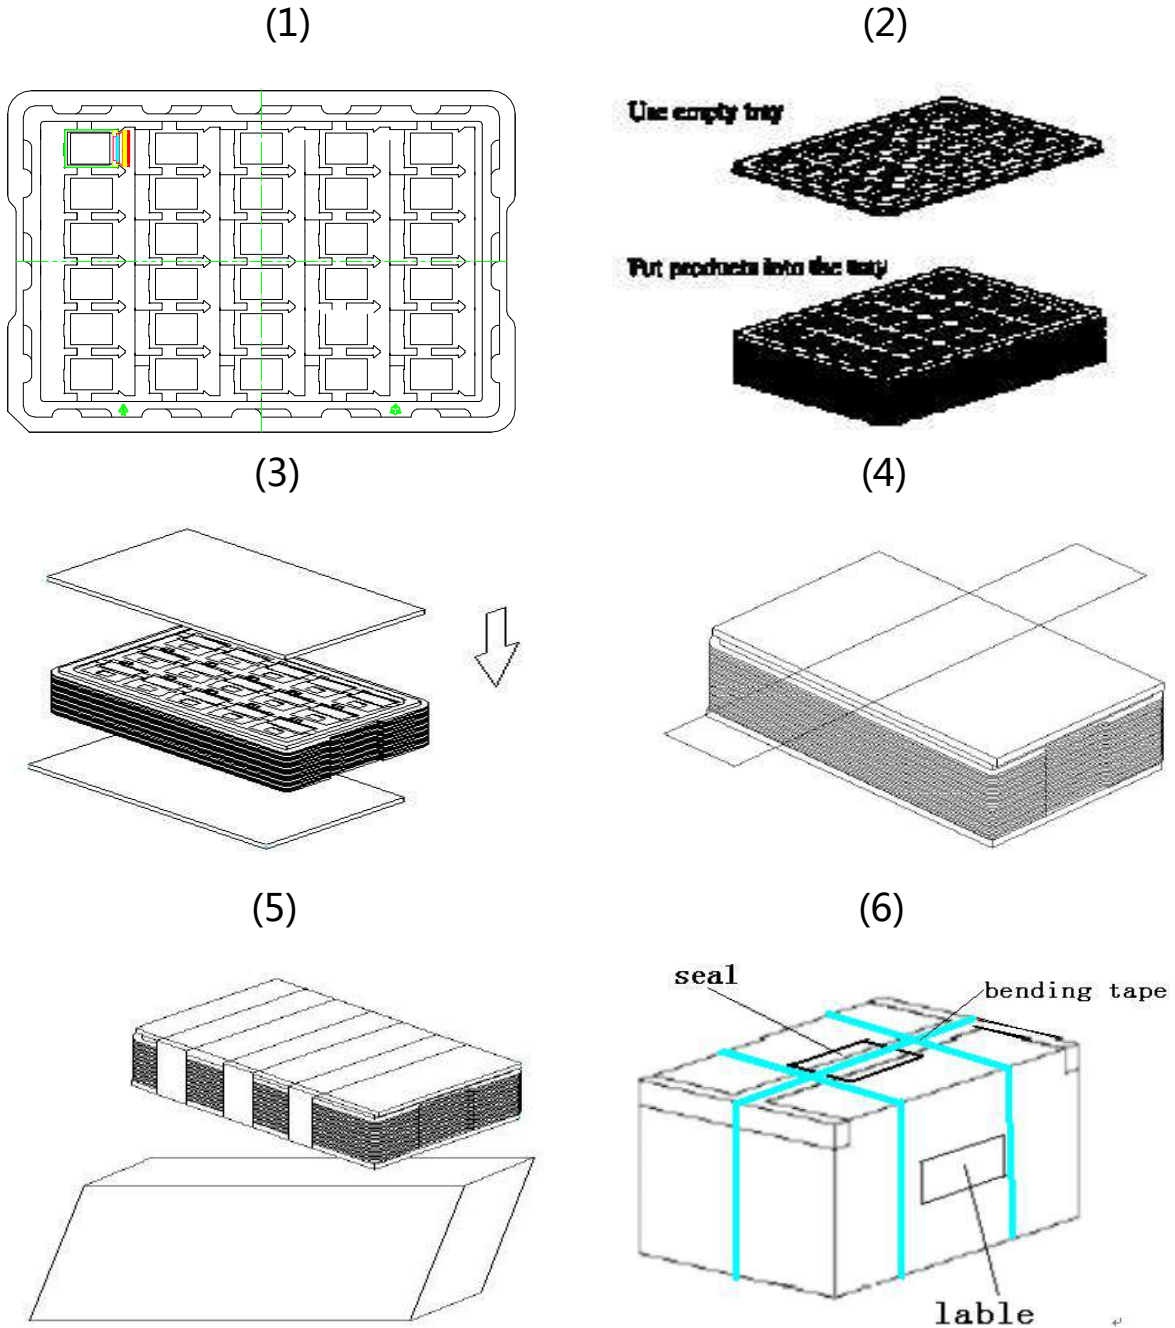 (1)
(2)
Use empty tray
Put products into the tray
(3)
(4)
(5)
(6)
seal
bending tape
lable